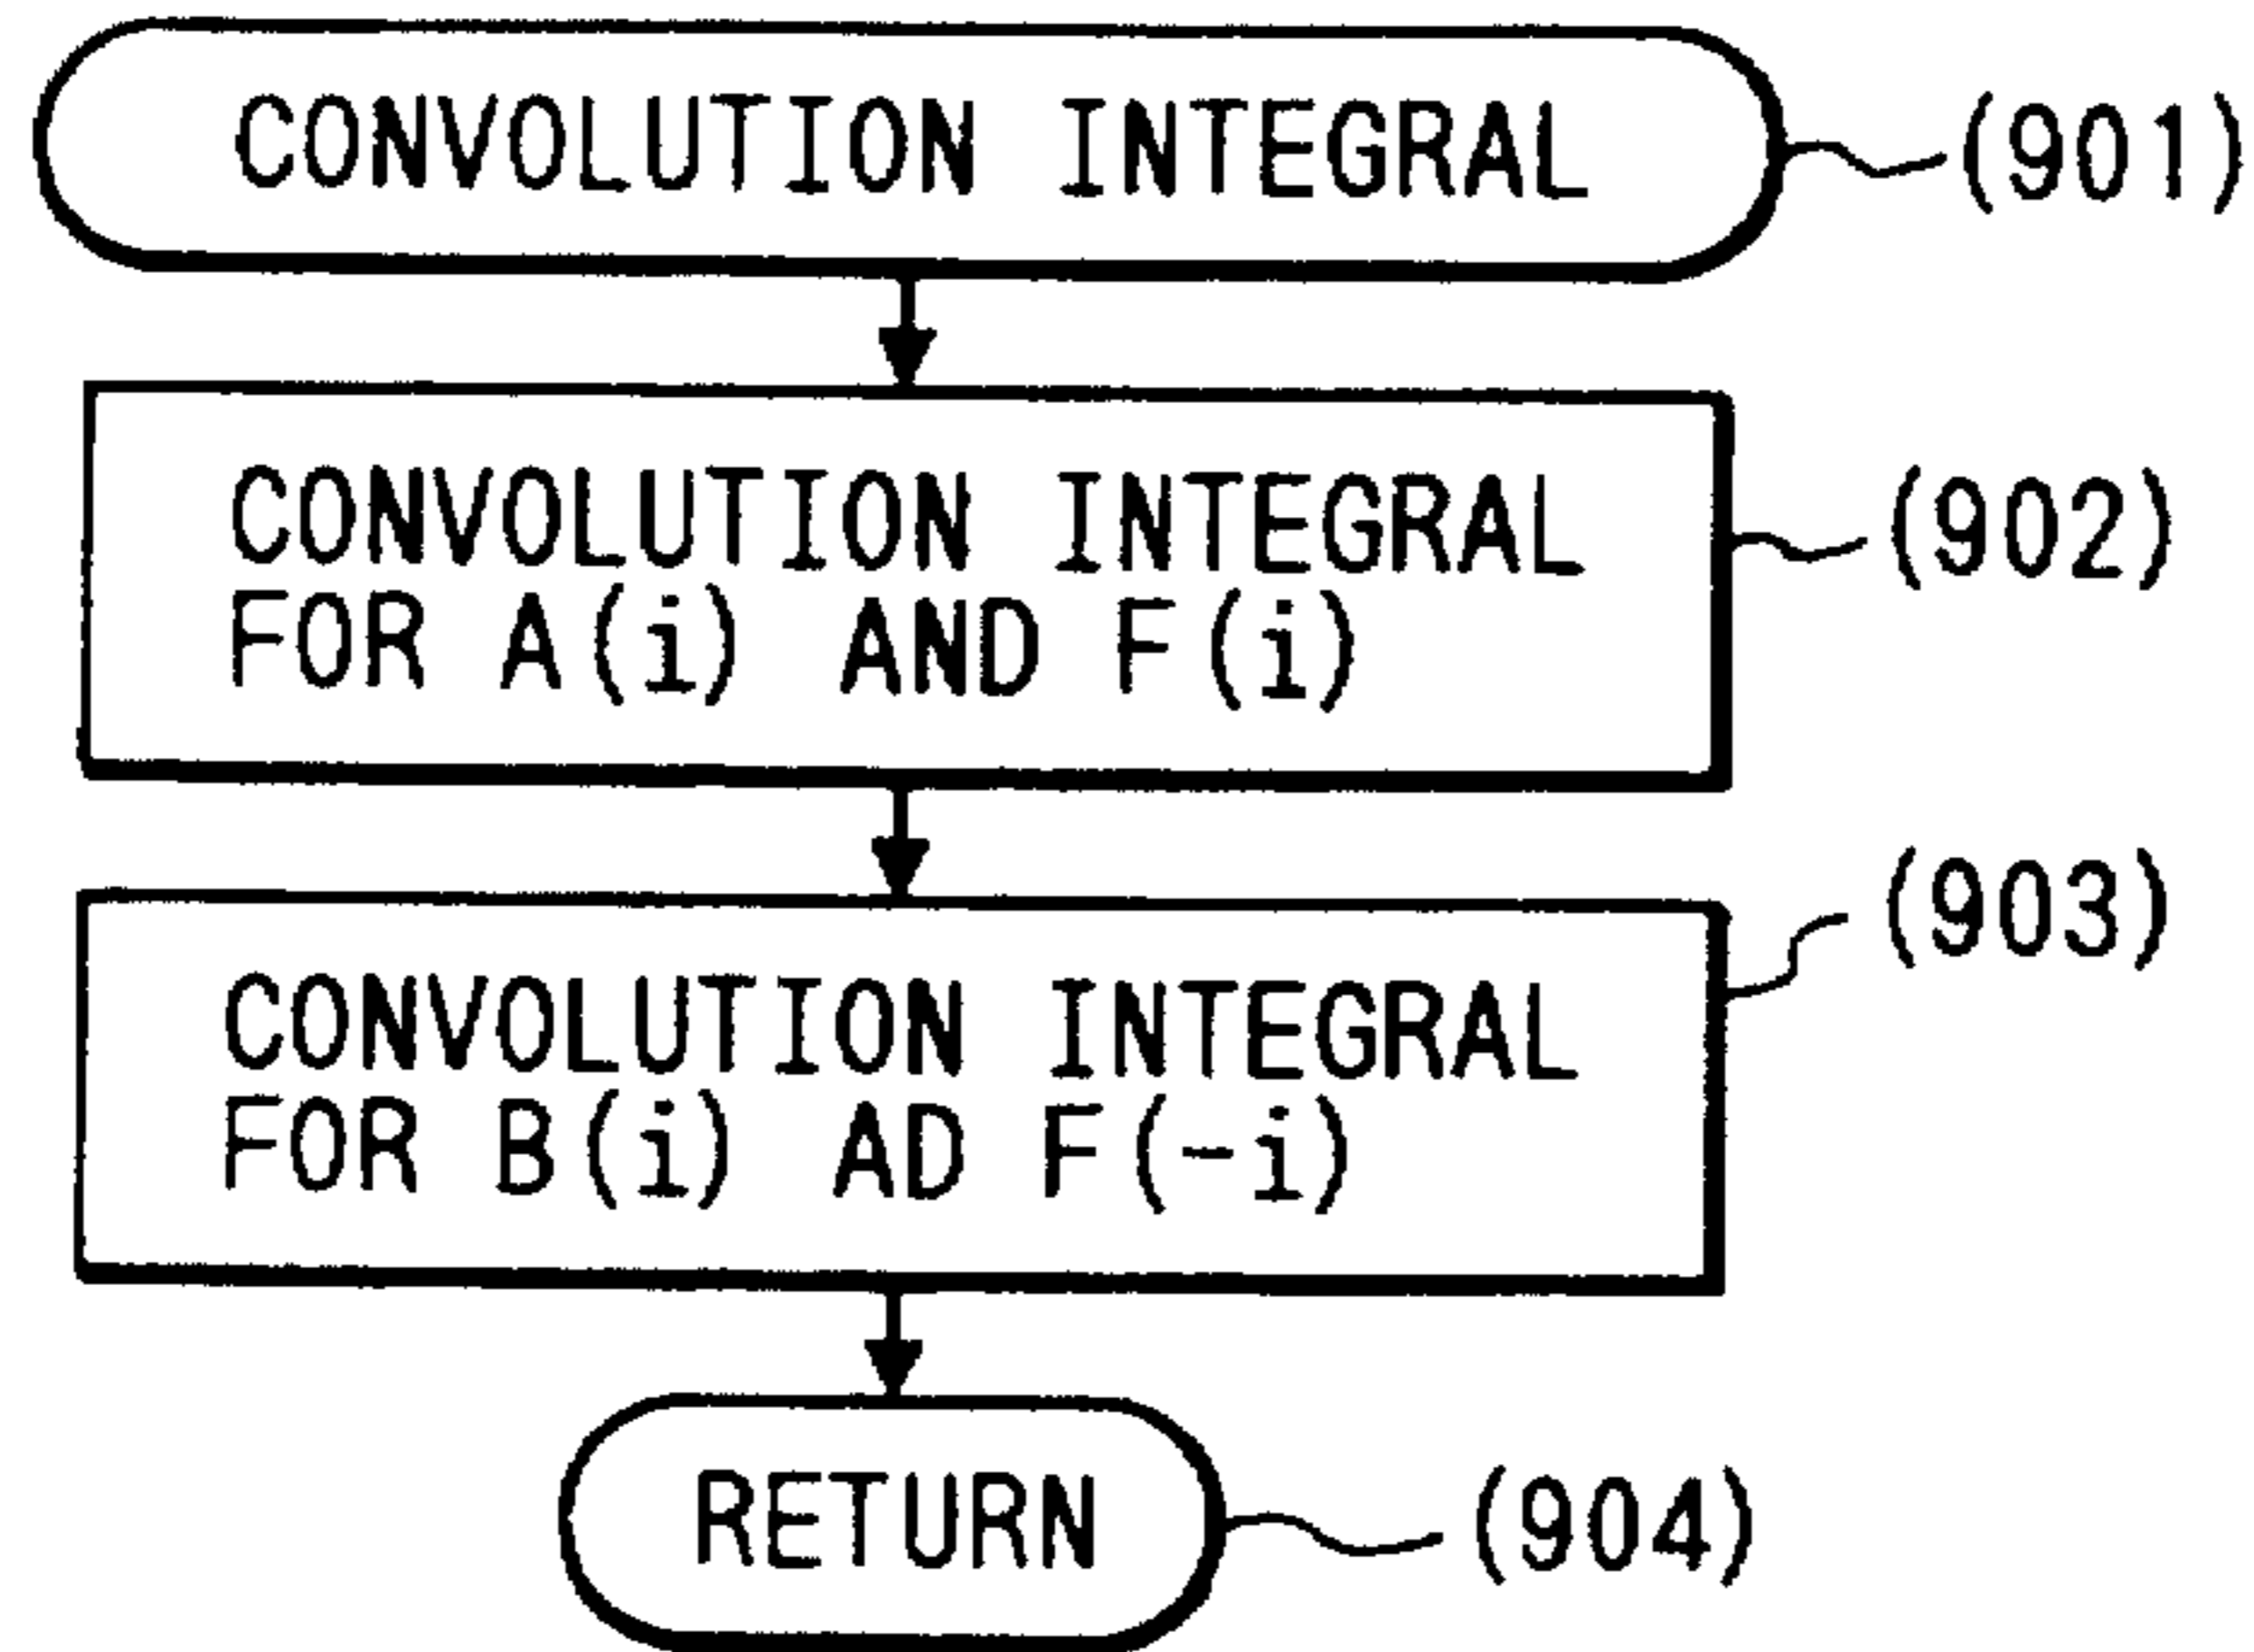 CONVOLUTION INTEGRAL (901)
CONVOLUTION INTEGRAL (902)
FOR A(i) AND F(i)
(903)
CONVOLUTION INTEGRAL
FOR B(i) AD F(-i)
RETURN (904)